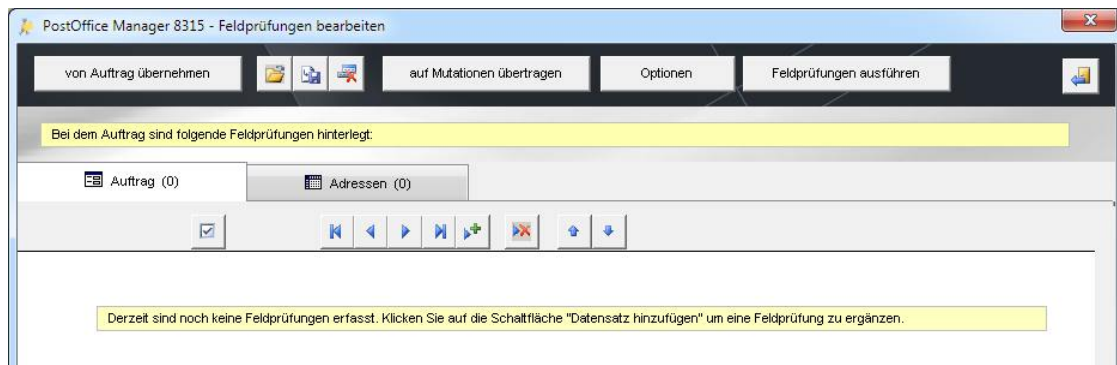 PostOffice Manager 8315 - Feldprüfungen bearbeiten
von Auftrag übernehmen auf Mutationen übertragen Optionen Feldprüfungen ausführen
Bei dem Auftrag sind folgende Feldprüfungen hinterlegt:
Auftrag (0) Adressen (0)
Derzeit sind noch keine Feldprüfungen erfasst. Klicken Sie auf die Schaltfläche "Datensatz hinzufügen" um eine Feldprüfung zu ergänzen.